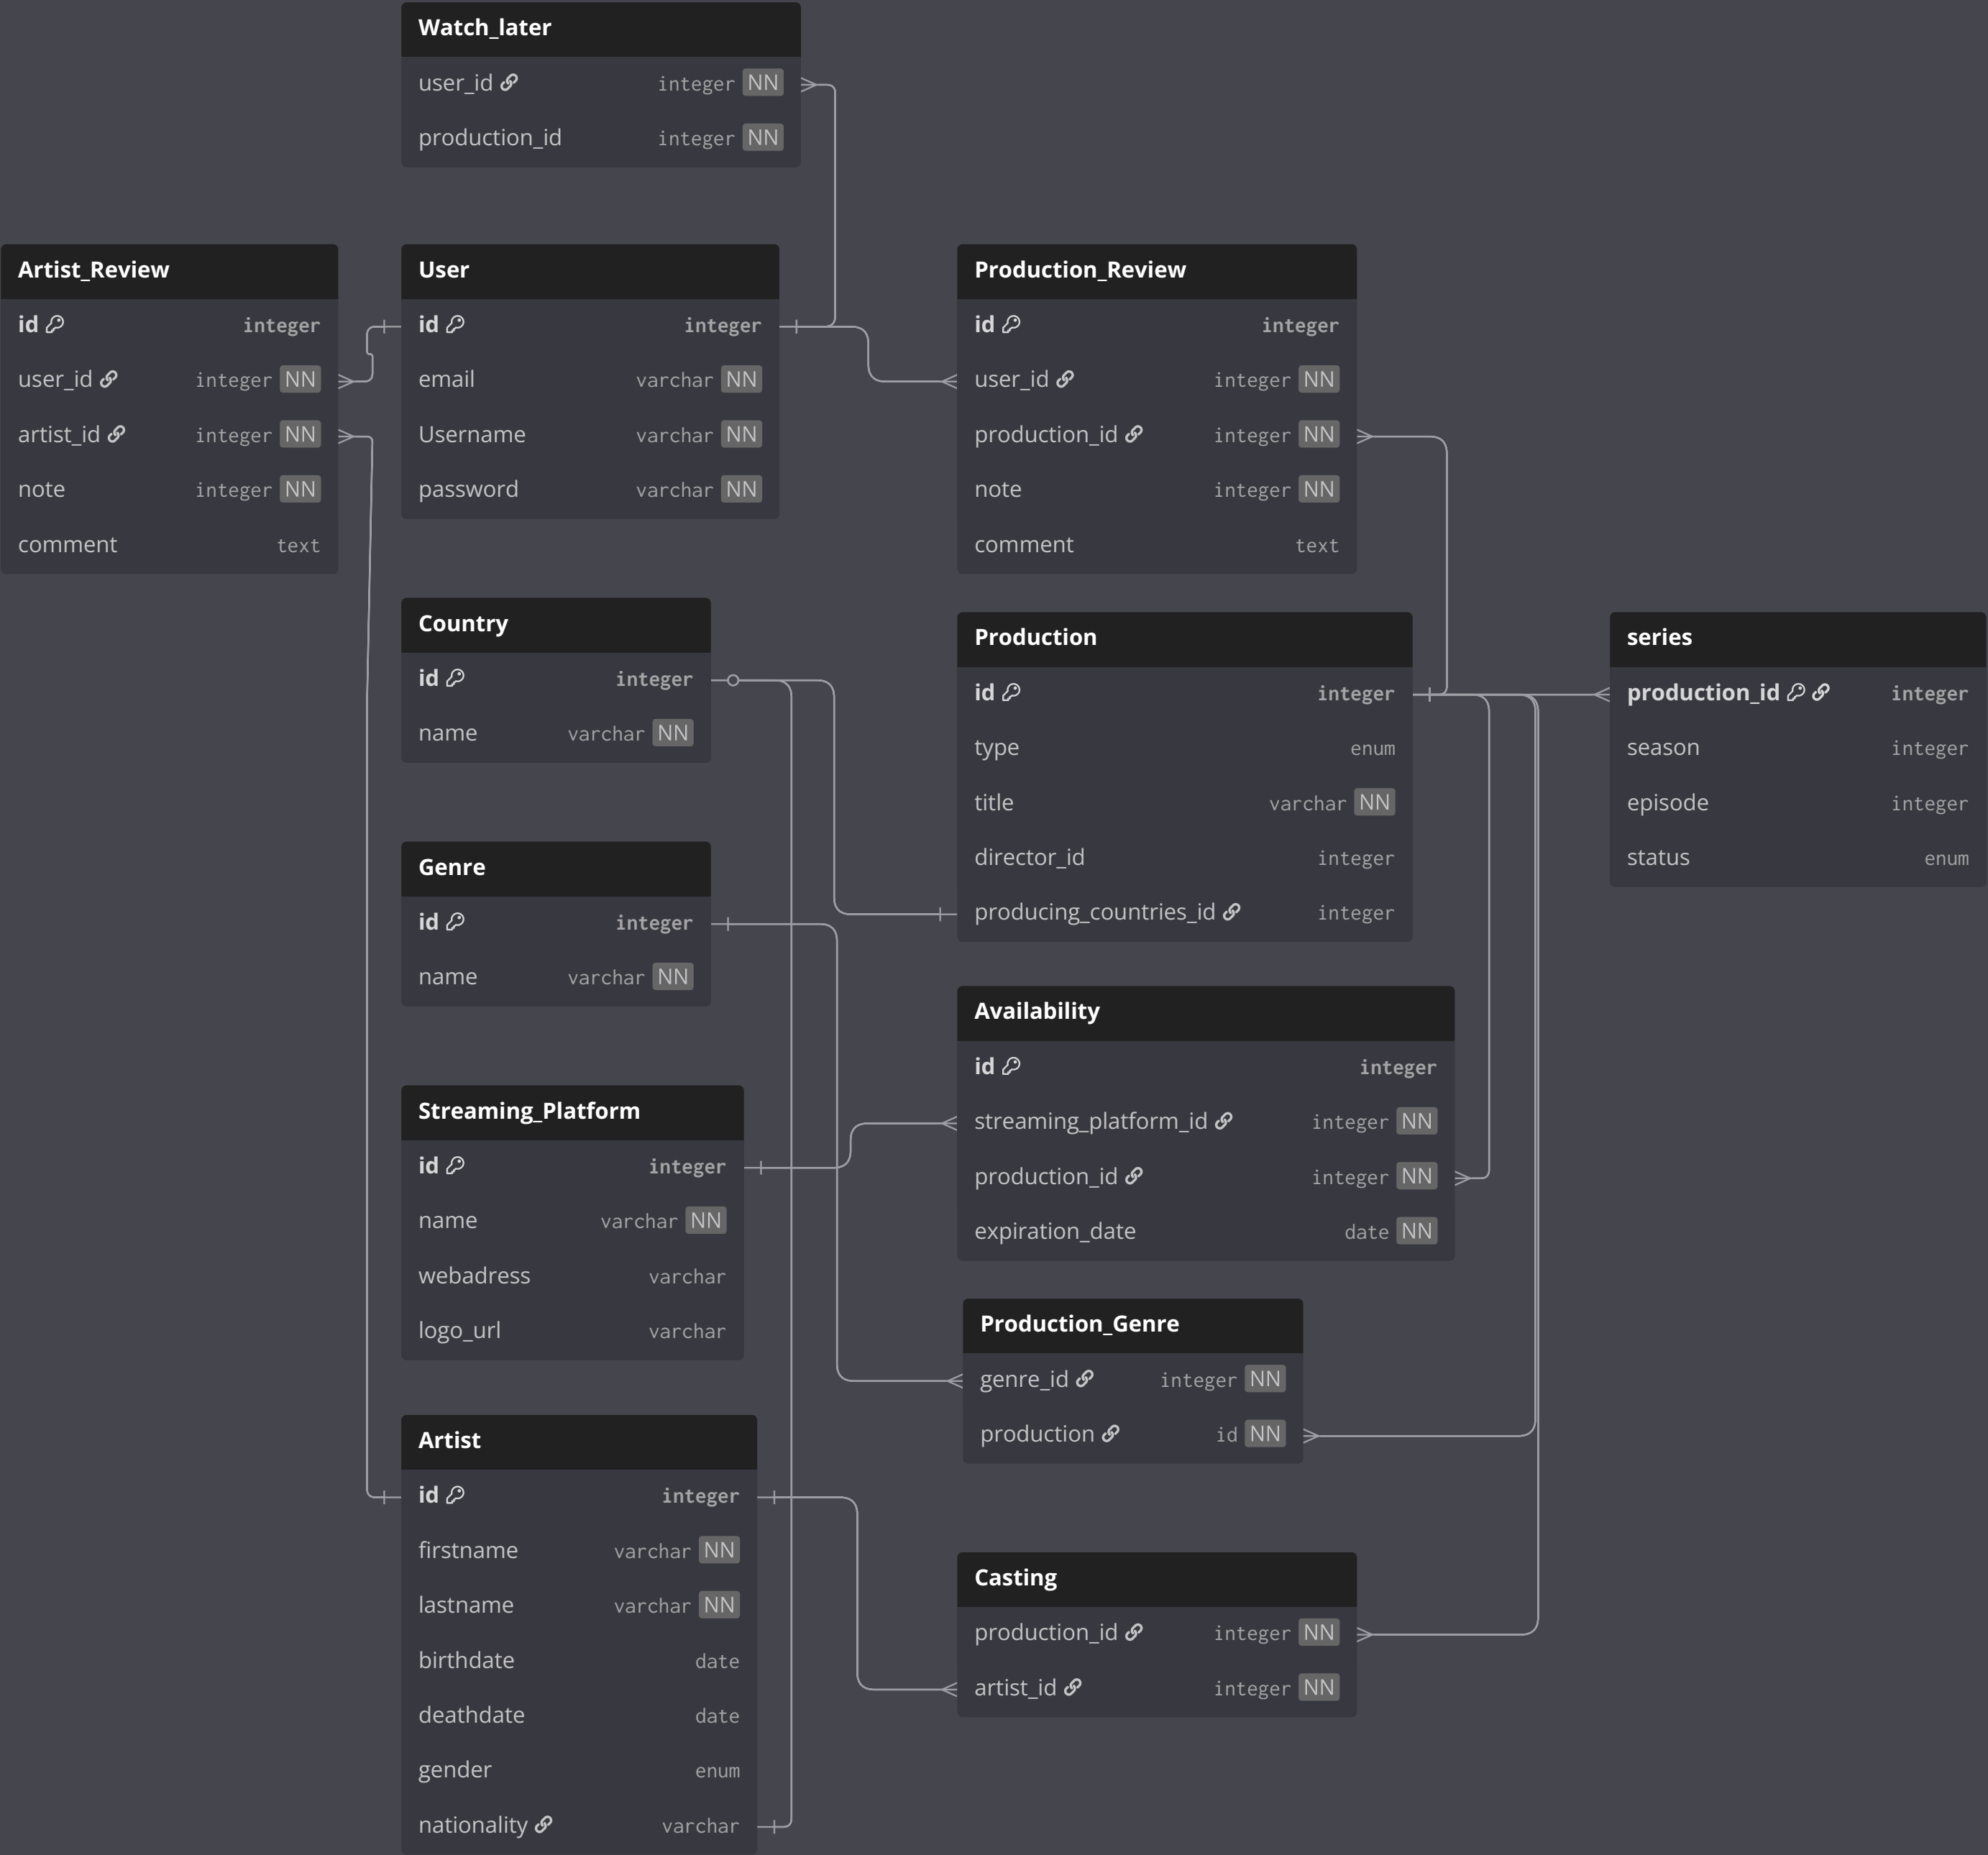 Watch_later
user_id integer NN
production_id integer NN
Artist_Review
id integer
user_id integer NN
artist_id integer NN
note integer NN
comment text
User
id integer
email varchar NN
Username varchar NN
password varchar NN
Production_Review
id integer
user_id integer NN
production_id integer NN
note integer NN
comment text
Country
id integer
name varchar NN
Production
id integer
type enum
title varchar NN
director_id integer
producing_countries_id integer
series
production_id integer
season integer
episode integer
status enum
Genre
id integer
name varchar NN
Availability
id integer
streaming_platform_id integer NN
production_id integer NN
expiration_date date NN
Streaming_Platform
id integer
name varchar NN
webadress varchar
logo_url varchar
Production_Genre
genre_id integer NN
production id NN
Artist
id integer
firstname varchar NN
lastname varchar NN
birthdate date
deathdate date
gender enum
nationality varchar
Casting
production_id integer NN
artist_id integer NN